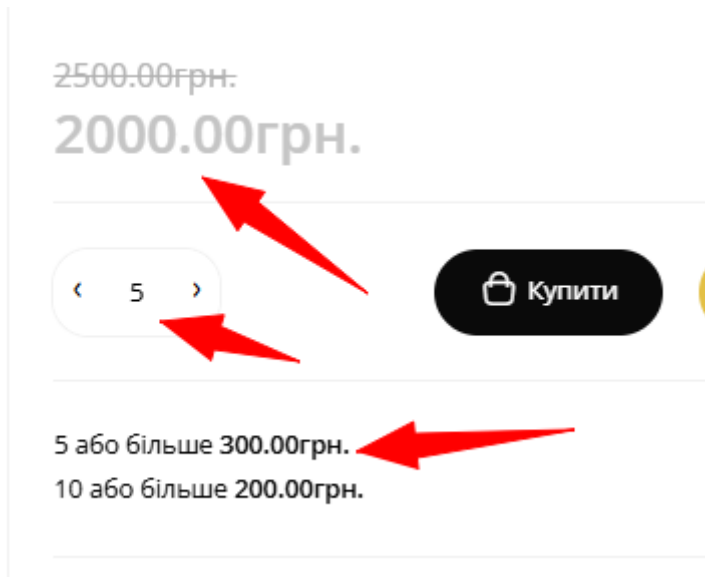 2500.00грн.
2000.00грн.
‹ 5 ›
Купити
5 або більше 300.00грн.
10 або більше 200.00грн.